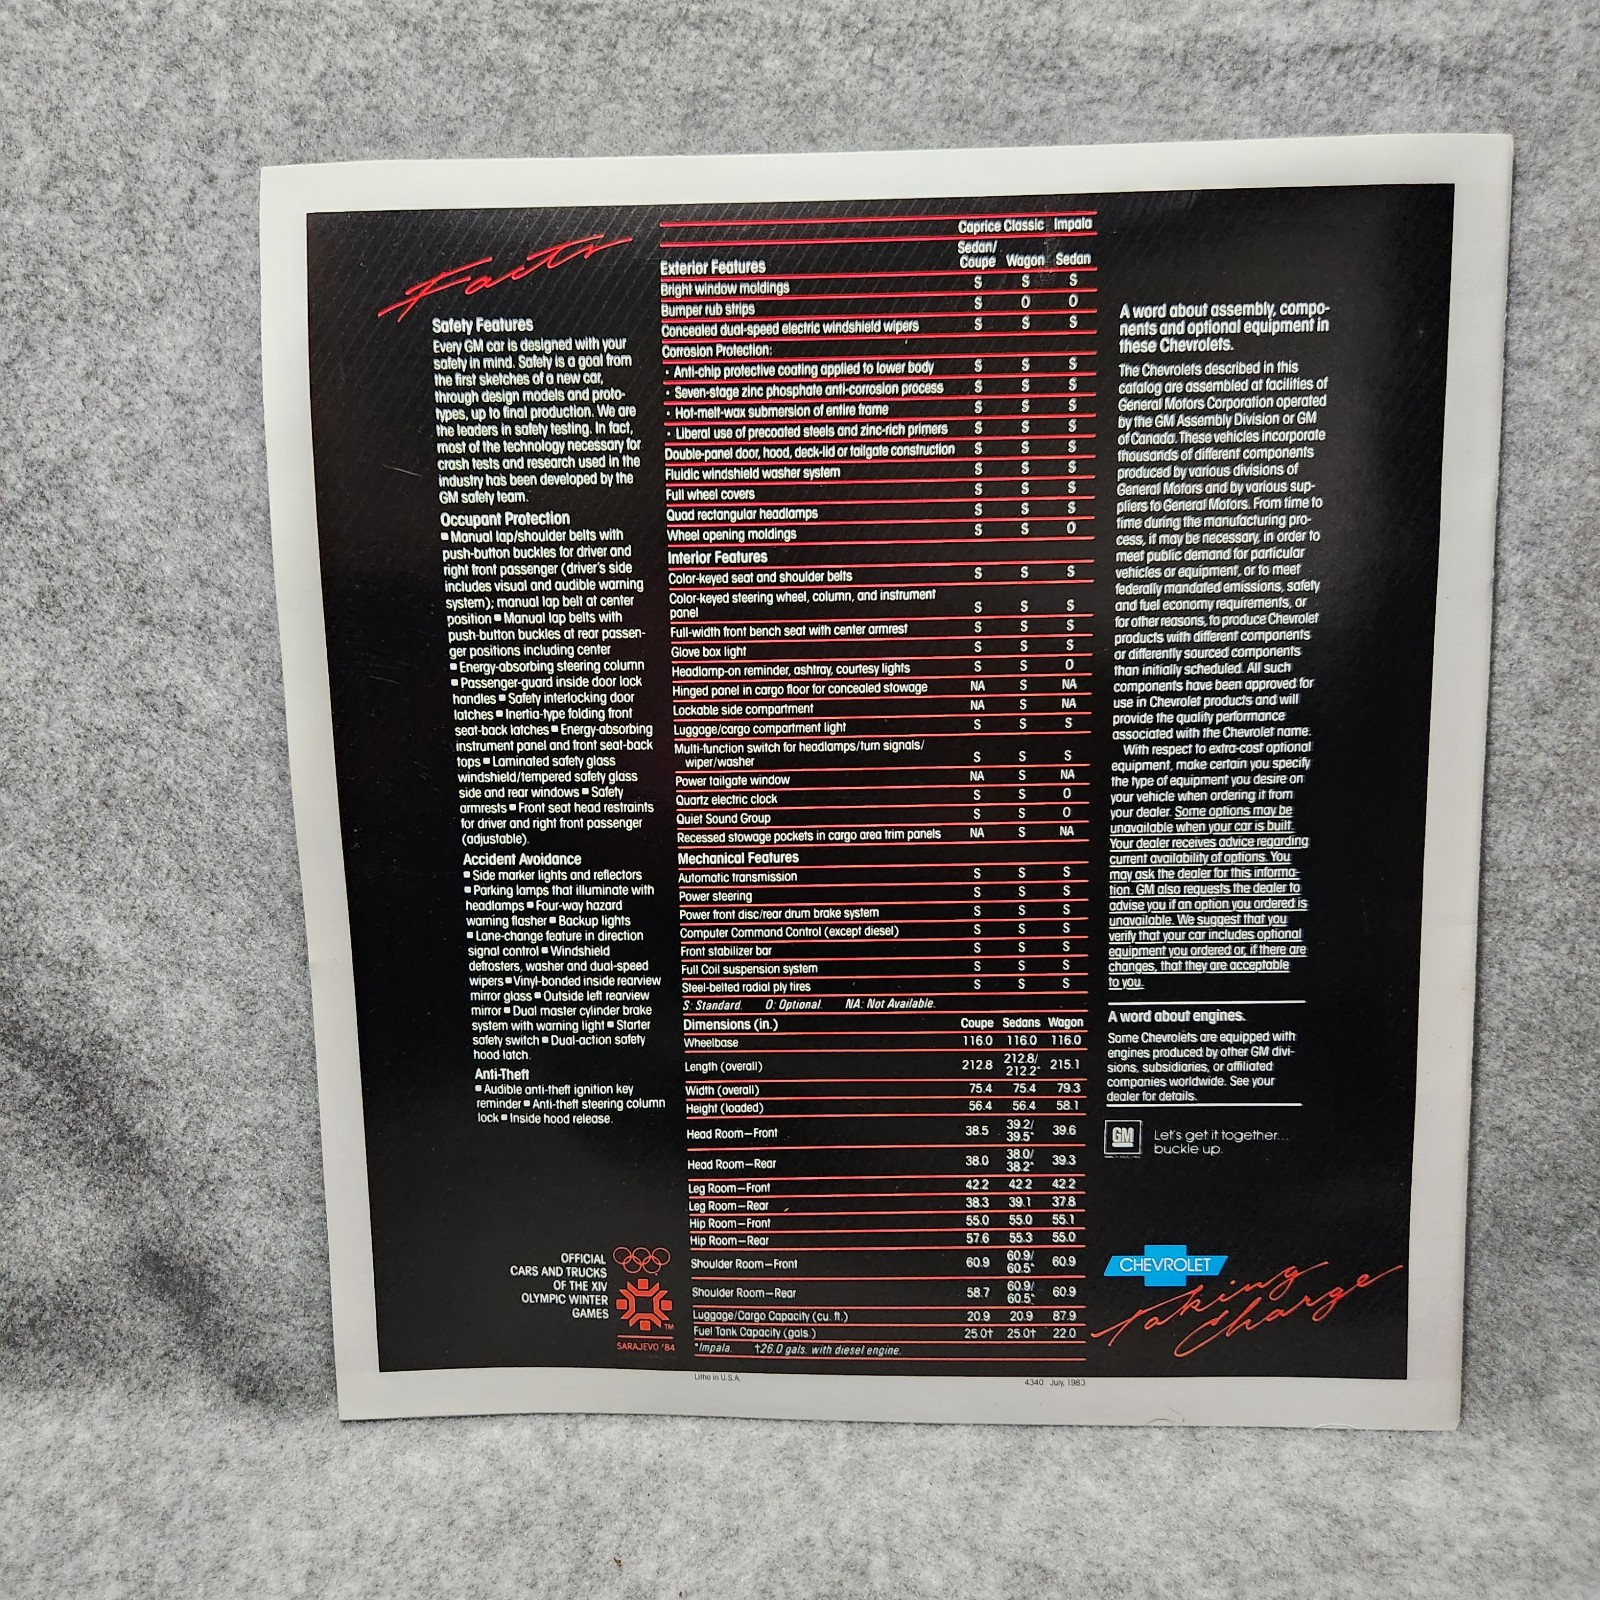 Facts
Safety Features
Every GM car is designed with your
safety in mind. Safety is a goal from
the first sketches of a new car,
through design models and proto-
types, up to final production. We are
the leaders in safety testing. In fact,
most of the technology necessary for
crash tests and research used in the
industry has been developed by the
GM safety team.
Occupant Protection
▪ Manual lap/shoulder belts with
push-button buckles for driver and
right front passenger (driver's side
includes visual and audible warning
system); manual lap belt at center
position ▪ Manual lap belts with
push-button buckles at rear passen-
ger positions including center
▪ Energy-absorbing steering column
▪ Passenger-guard inside door lock
handles ▪ Safety interlocking door
latches ▪ Inertia-type folding front
seat-back latches ▪ Energy-absorbing
instrument panel and front seat-back
tops ▪ Laminated safety glass
windshield/tempered safety glass
side and rear windows ▪ Safety
armrests ▪ Front seat head restraints
for driver and right front passenger
(adjustable).
Accident Avoidance
▪ Side marker lights and reflectors
▪ Parking lamps that illuminate with
headlamps ▪ Four-way hazard
warning flasher ▪ Backup lights
▪ Lane-change feature in direction
signal control ▪ Windshield
defrosters, washer and dual-speed
wipers ▪ Vinyl-bonded inside rearview
mirror glass ▪ Outside left rearview
mirror ▪ Dual master cylinder brake
system with warning light ▪ Starter
safety switch ▪ Dual-action safety
hood latch.
Anti-Theft
▪ Audible anti-theft ignition key
reminder ▪ Anti-theft steering column
lock ▪ Inside hood release.
OFFICIAL
CARS AND TRUCKS
OF THE XIV
OLYMPIC WINTER
GAMES
TM
SARAJEVO '84
Caprice Classic Impala
Exterior Features Sedan/Coupe Wagon Sedan
Bright window moldings S S S
Bumper rub strips S O O
Concealed dual-speed electric windshield wipers S S S
Corrosion Protection:
• Anti-chip protective coating applied to lower body S S S
• Seven-stage zinc phosphate anti-corrosion process S S S
• Hot-melt-wax submersion of entire frame S S S
• Liberal use of precoated steels and zinc-rich primers S S S
Double-panel door, hood, deck-lid or tailgate construction S S S
Fluidic windshield washer system S S S
Full wheel covers S S S
Quad rectangular headlamps S S S
Wheel opening moldings S S O
Interior Features
Color-keyed seat and shoulder belts S S S
Color-keyed steering wheel, column, and instrument
panel S S S
Full-width front bench seat with center armrest S S S
Glove box light S S S
Headlamp-on reminder, ashtray, courtesy lights S S O
Hinged panel in cargo floor for concealed stowage NA S NA
Lockable side compartment NA S NA
Luggage/cargo compartment light S S S
Multi-function switch for headlamps/turn signals/
wiper/washer S S S
Power tailgate window NA S NA
Quartz electric clock S S O
Quiet Sound Group S S O
Recessed stowage pockets in cargo area trim panels NA S NA
Mechanical Features
Automatic transmission S S S
Power steering S S S
Power front disc/rear drum brake system S S S
Computer Command Control (except diesel) S S S
Front stabilizer bar S S S
Full Coil suspension system S S S
Steel-belted radial ply tires S S S
S: Standard. O: Optional. NA: Not Available.
Dimensions (in.) Coupe Sedans Wagon
Wheelbase 116.0 116.0 116.0
Length (overall) 212.8 212.8/212.2* 215.1
Width (overall) 75.4 75.4 79.3
Height (loaded) 56.4 56.4 58.1
Head Room—Front 38.5 39.2/39.5* 39.6
Head Room—Rear 38.0 38.0/38.2* 39.3
Leg Room—Front 42.2 42.2 42.2
Leg Room—Rear 38.3 39.1 37.8
Hip Room—Front 55.0 55.0 55.1
Hip Room—Rear 57.6 55.3 55.0
Shoulder Room—Front 60.9 60.9/60.5* 60.9
Shoulder Room—Rear 58.7 60.9/60.5* 60.9
Luggage/Cargo Capacity (cu. ft.) 20.9 20.9 87.9
Fuel Tank Capacity (gals.) 25.0† 25.0† 22.0
*Impala. †26.0 gals. with diesel engine.
Litho in U.S.A. 4340 July, 1983
A word about assembly, compo-
nents and optional equipment in
these Chevrolets.
The Chevrolets described in this
catalog are assembled at facilities of
General Motors Corporation operated
by the GM Assembly Division or GM
of Canada. These vehicles incorporate
thousands of different components
produced by various divisions of
General Motors and by various sup-
pliers to General Motors. From time to
time during the manufacturing pro-
cess, it may be necessary, in order to
meet public demand for particular
vehicles or equipment, or to meet
federally mandated emissions, safety
and fuel economy requirements, or
for other reasons, to produce Chevrolet
products with different components
or differently sourced components
than initially scheduled. All such
components have been approved for
use in Chevrolet products and will
provide the quality performance
associated with the Chevrolet name.
With respect to extra-cost optional
equipment, make certain you specify
the type of equipment you desire on
your vehicle when ordering it from
your dealer. Some options may be
unavailable when your car is built.
Your dealer receives advice regarding
current availability of options. You
may ask the dealer for this informa-
tion. GM also requests the dealer to
advise you if an option you ordered is
unavailable. We suggest that you
verify that your car includes optional
equipment you ordered or, if there are
changes, that they are acceptable
to you.
A word about engines.
Some Chevrolets are equipped with
engines produced by other GM divi-
sions, subsidiaries, or affiliated
companies worldwide. See your
dealer for details.
GM
Let's get it together...
buckle up.
CHEVROLET
Taking
Charge